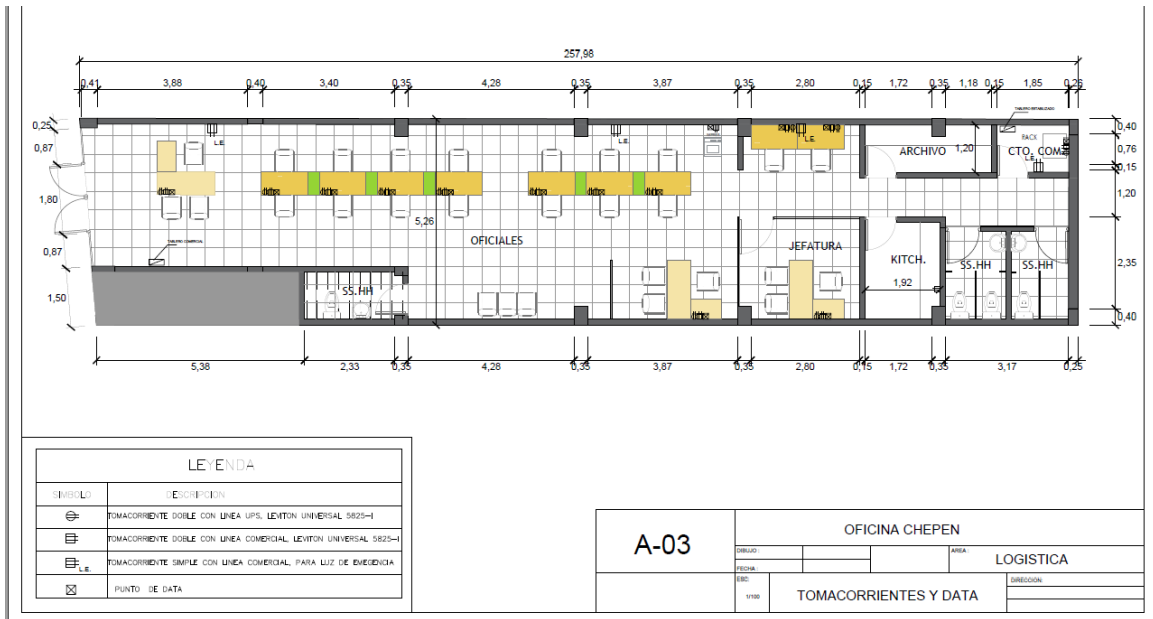 257,98
0,41 3,88 0,40 3,40 0,35 4,28 0,35 3,87 0,35 2,80 0,15 1,72 0,35 1,18 0,15 1,85 0,26
0,25
0,87
1,80
0,87
1,50
L.E.
L.E.
L.E.
L.E.
TABLERO ESTABILIZADO
RACK
ARCHIVO
1,20
CTO. COM.
0,40
0,76
0,15
1,20
2,35
0,40
5,26
OFICIALES
TABLERO COMERCIAL
JEFATURA
KITCH.
1,92
SS.HH
SS.HH
SS.HH
5,38 2,33 0,35 4,28 0,35 3,87 0,35 2,80 0,15 1,72 0,35 3,17 0,25
LEYENDA
SIMBOLO DESCRIPCION
TOMACORRIENTE DOBLE CON LINEA UPS, LEVITON UNIVERSAL 5825-I
TOMACORRIENTE DOBLE CON LINEA COMERCIAL, LEVITON UNIVERSAL 5825-I
L.E. TOMACORRIENTE SIMPLE CON LINEA COMERCIAL, PARA LUZ DE EMEGENCIA
PUNTO DE DATA
A-03
OFICINA CHEPEN
DIBUJO :
FECHA :
AREA :
LOGISTICA
ESC:
1/100
TOMACORRIENTES Y DATA
DIRECCION: